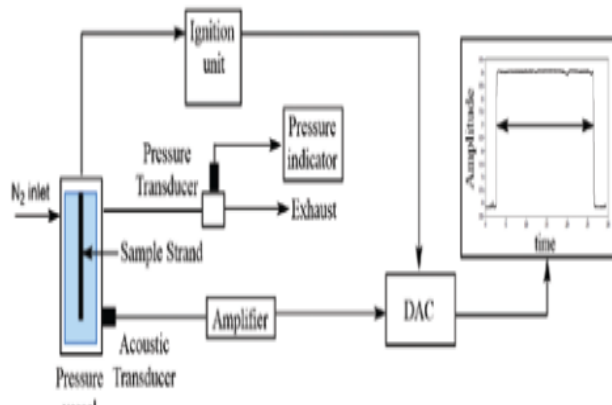 Ignition
unit
Pressure
Transducer
Pressure
indicator
N₂ inlet
Exhaust
Sample Strand
Amplifier
DAC
Acoustic
Transducer
Pressure
Amplitude
time